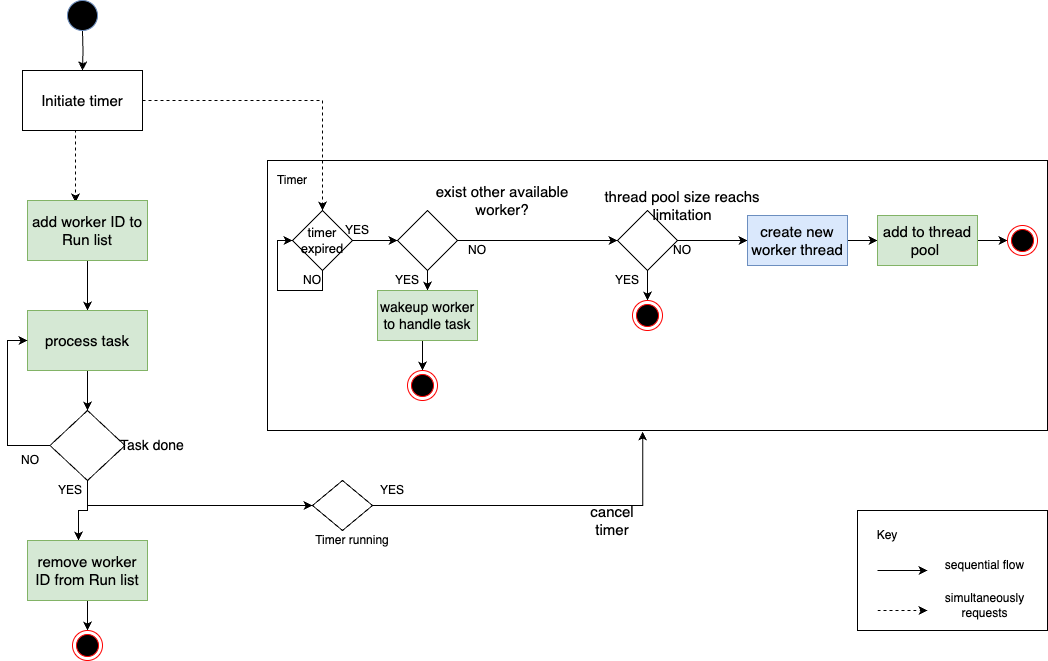 Initiate timer
add worker ID to
Run list
process task
Task done
NO
YES
remove worker
ID from Run list
Timer
timer
expired
YES
NO
exist other available
worker?
NO
YES
wakeup worker
to handle task
thread pool size reachs
limitation
NO
YES
create new
worker thread
add to thread
pool
Timer running
YES
cancel
timer
Key
sequential flow
simultaneously
requests